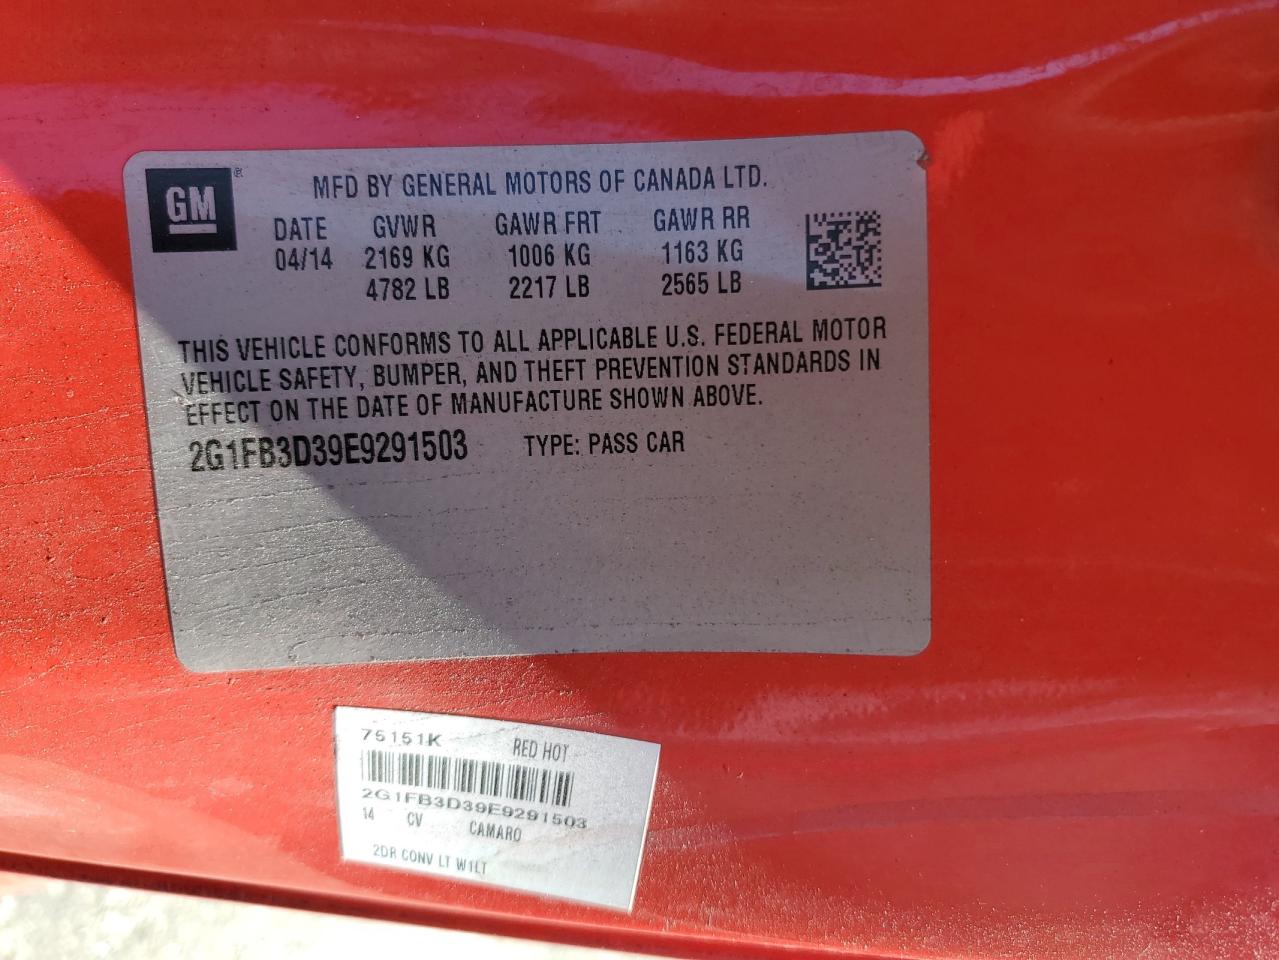 GM ®
MFD BY GENERAL MOTORS OF CANADA LTD.
DATE GVWR GAWR FRT GAWR RR
04/14 2169 KG 1006 KG 1163 KG
4782 LB 2217 LB 2565 LB
THIS VEHICLE CONFORMS TO ALL APPLICABLE U.S. FEDERAL MOTOR
VEHICLE SAFETY, BUMPER, AND THEFT PREVENTION STANDARDS IN
EFFECT ON THE DATE OF MANUFACTURE SHOWN ABOVE.
2G1FB3D39E9291503 TYPE: PASS CAR
75151K RED HOT
2G1FB3D39E9291503
14 CV CAMARO
2DR CONV LT W1LT